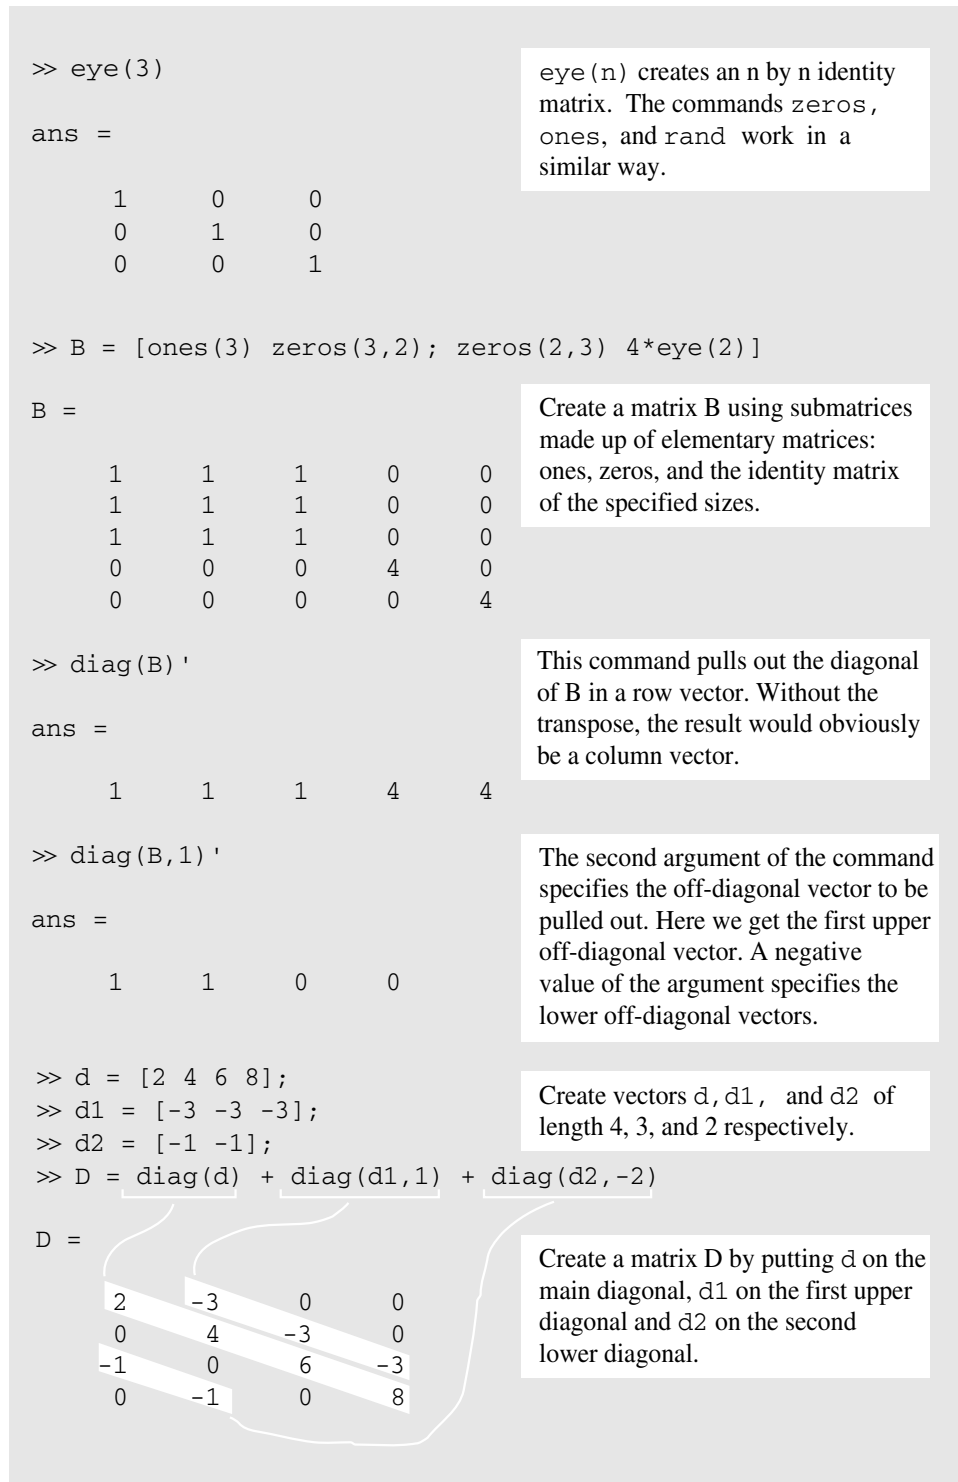 >> eye(3)
eye(n) creates an n by n identity
matrix. The commands zeros,
ones, and rand work in a
similar way.
ans =
1 0 0
0 1 0
0 0 1
>> B = [ones(3) zeros(3,2); zeros(2,3) 4*eye(2)]
B =
Create a matrix B using submatrices
made up of elementary matrices:
ones, zeros, and the identity matrix
of the specified sizes.
1 1 1 0 0
1 1 1 0 0
1 1 1 0 0
0 0 0 4 0
0 0 0 0 4
>> diag(B)'
This command pulls out the diagonal
of B in a row vector. Without the
transpose, the result would obviously
be a column vector.
ans =
1 1 1 4 4
>> diag(B,1)'
The second argument of the command
specifies the off-diagonal vector to be
pulled out. Here we get the first upper
off-diagonal vector. A negative
value of the argument specifies the
lower off-diagonal vectors.
ans =
1 1 0 0
>> d = [2 4 6 8];
>> d1 = [-3 -3 -3];
>> d2 = [-1 -1];
Create vectors d,d1, and d2 of
length 4, 3, and 2 respectively.
>> D = diag(d) + diag(d1,1) + diag(d2,-2)
D =
Create a matrix D by putting d on the
main diagonal, d1 on the first upper
diagonal and d2 on the second
lower diagonal.
2 -3 0 0
0 4 -3 0
-1 0 6 -3
0 -1 0 8